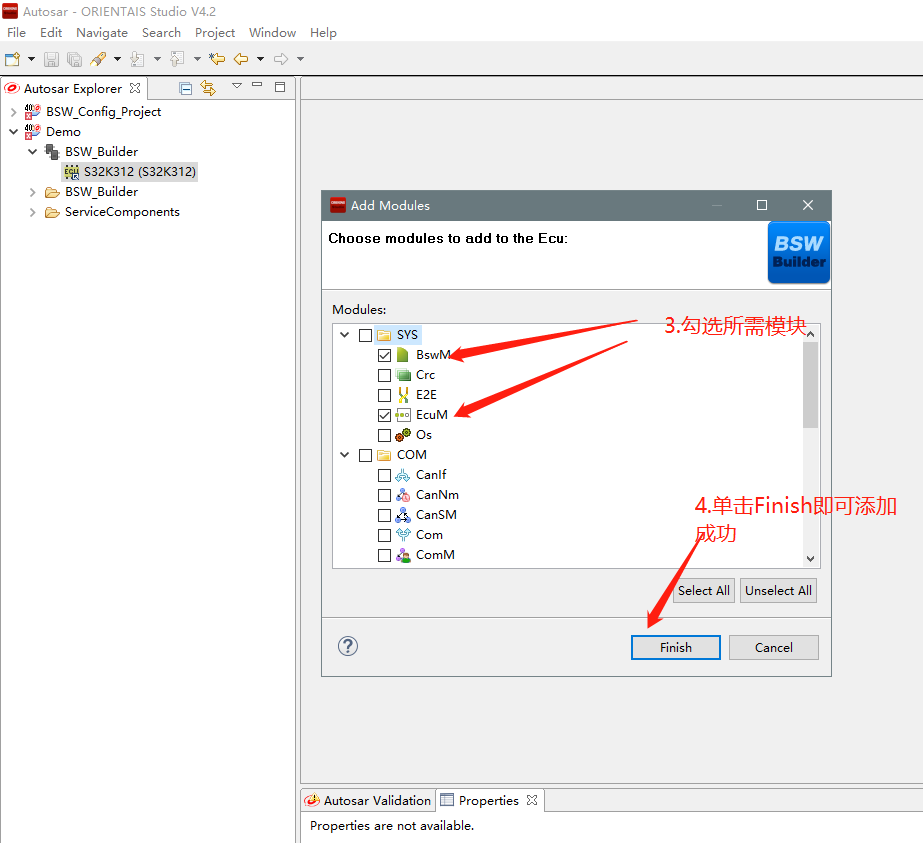 Autosar - ORIENTAIS Studio V4.2
File Edit Navigate Search Project Window Help
Autosar Explorer
BSW_Config_Project
Demo
BSW_Builder
S32K312 (S32K312)
BSW_Builder
ServiceComponents
Add Modules
Choose modules to add to the Ecu:
BSW
Builder
Modules:
SYS
BswM
Crc
E2E
EcuM
Os
COM
CanIf
CanNm
CanSM
Com
ComM
3.勾选所需模块
4.单击Finish即可添加
成功
Select All Unselect All
Finish Cancel
Autosar Validation Properties
Properties are not available.